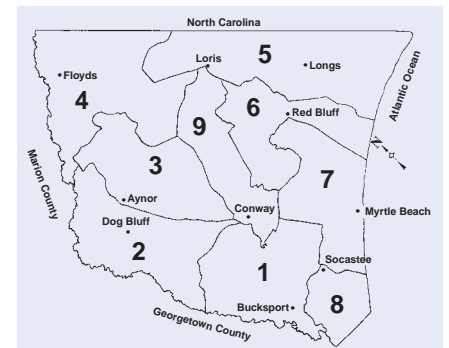 North Carolina
5
Loris
Longs
Floyds
Atlantic Ocean
4
6
Red Bluff
9
N
3
Marion County
7
Aynor
Conway
Myrtle Beach
Dog Bluff
2
Socastee
1
Bucksport
8
Georgetown County